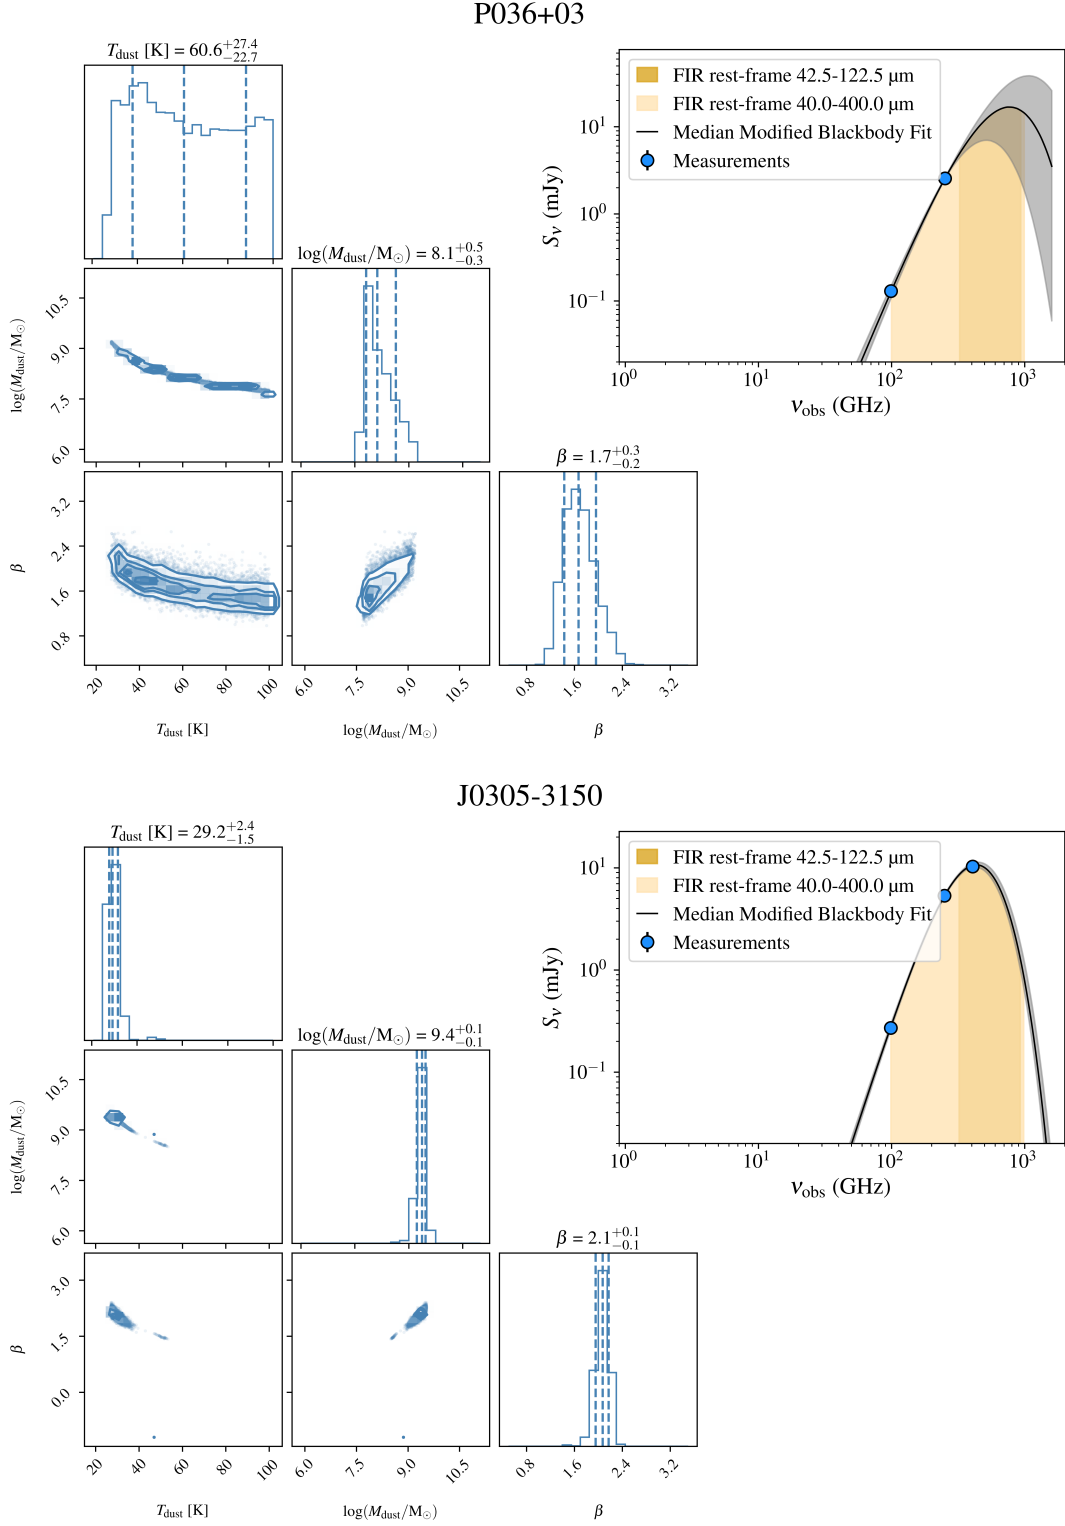 P036+03
T_dust [K] = 60.6 +27.4 −22.7
FIR rest-frame 42.5-122.5 µm
FIR rest-frame 40.0-400.0 µm
Median Modified Blackbody Fit
Measurements
S_ν (mJy)
10^1
10^0
10^−1
10^0 10^1 10^2 10^3
ν_obs (GHz)
log(M_dust/M_⊙) = 8.1 +0.5 −0.3
log(M_dust/M_⊙)
10.5
9.0
7.5
6.0
β = 1.7 +0.3 −0.2
β
3.2
2.4
1.6
0.8
20 40 60 80 100
6.0 7.5 9.0 10.5
0.8 1.6 2.4 3.2
T_dust [K]
log(M_dust/M_⊙)
β
J0305-3150
T_dust [K] = 29.2 +2.4 −1.5
FIR rest-frame 42.5-122.5 µm
FIR rest-frame 40.0-400.0 µm
Median Modified Blackbody Fit
Measurements
S_ν (mJy)
10^1
10^0
10^−1
10^0 10^1 10^2 10^3
ν_obs (GHz)
log(M_dust/M_⊙) = 9.4 +0.1 −0.1
log(M_dust/M_⊙)
10.5
9.0
7.5
6.0
β = 2.1 +0.1 −0.1
β
3.0
1.5
0.0
20 40 60 80 100
6.0 7.5 9.0 10.5
0.8 1.6 2.4 3.2
T_dust [K]
log(M_dust/M_⊙)
β